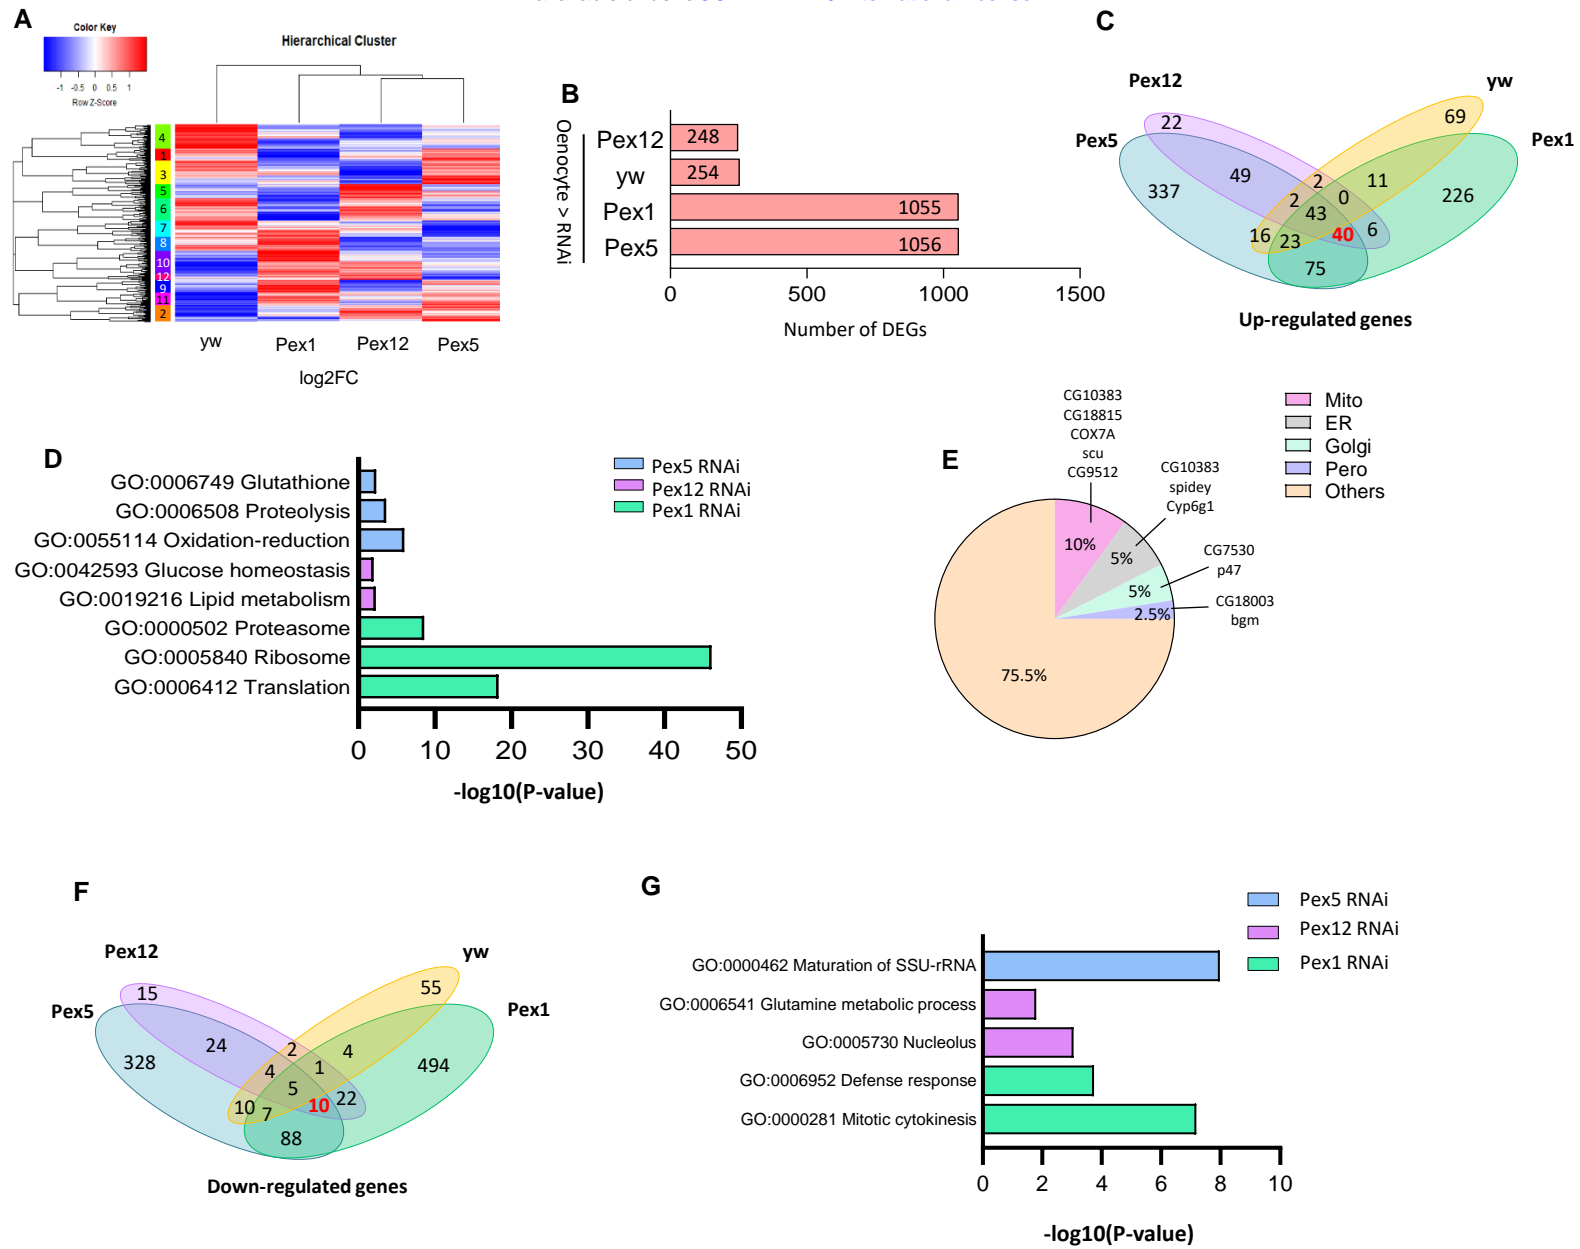 A
Color Key
-1 -0.5 0 0.5 1
Row Z-Score
Hierarchical Cluster
4
1
3
5
6
7
8
10
12
9
11
2
yw Pex1 Pex12 Pex5
log2FC
B
Oenocyte > RNAi
Pex12 248
yw 254
Pex1 1055
Pex5 1056
0 500 1000 1500
Number of DEGs
C
Pex12 yw
Pex5 Pex1
22 69
337 49 2 11 226
2 43 0
16 23 40 6
75
Up-regulated genes
D
GO:0006749 Glutathione
GO:0006508 Proteolysis
GO:0055114 Oxidation-reduction
GO:0042593 Glucose homeostasis
GO:0019216 Lipid metabolism
GO:0000502 Proteasome
GO:0005840 Ribosome
GO:0006412 Translation
0 10 20 30 40 50
-log10(P-value)
Pex5 RNAi
Pex12 RNAi
Pex1 RNAi
E
CG10383
CG18815
COX7A
scu
CG9512
CG10383
spidey
Cyp6g1
CG7530
p47
CG18003
bgm
10%
5%
5%
2.5%
75.5%
Mito
ER
Golgi
Pero
Others
F
Pex12 yw
Pex5 Pex1
15 55
328 24 2 4 494
4 5 1
10 7 10 22
88
Down-regulated genes
G
GO:0000462 Maturation of SSU-rRNA
GO:0006541 Glutamine metabolic process
GO:0005730 Nucleolus
GO:0006952 Defense response
GO:0000281 Mitotic cytokinesis
0 2 4 6 8 10
-log10(P-value)
Pex5 RNAi
Pex12 RNAi
Pex1 RNAi